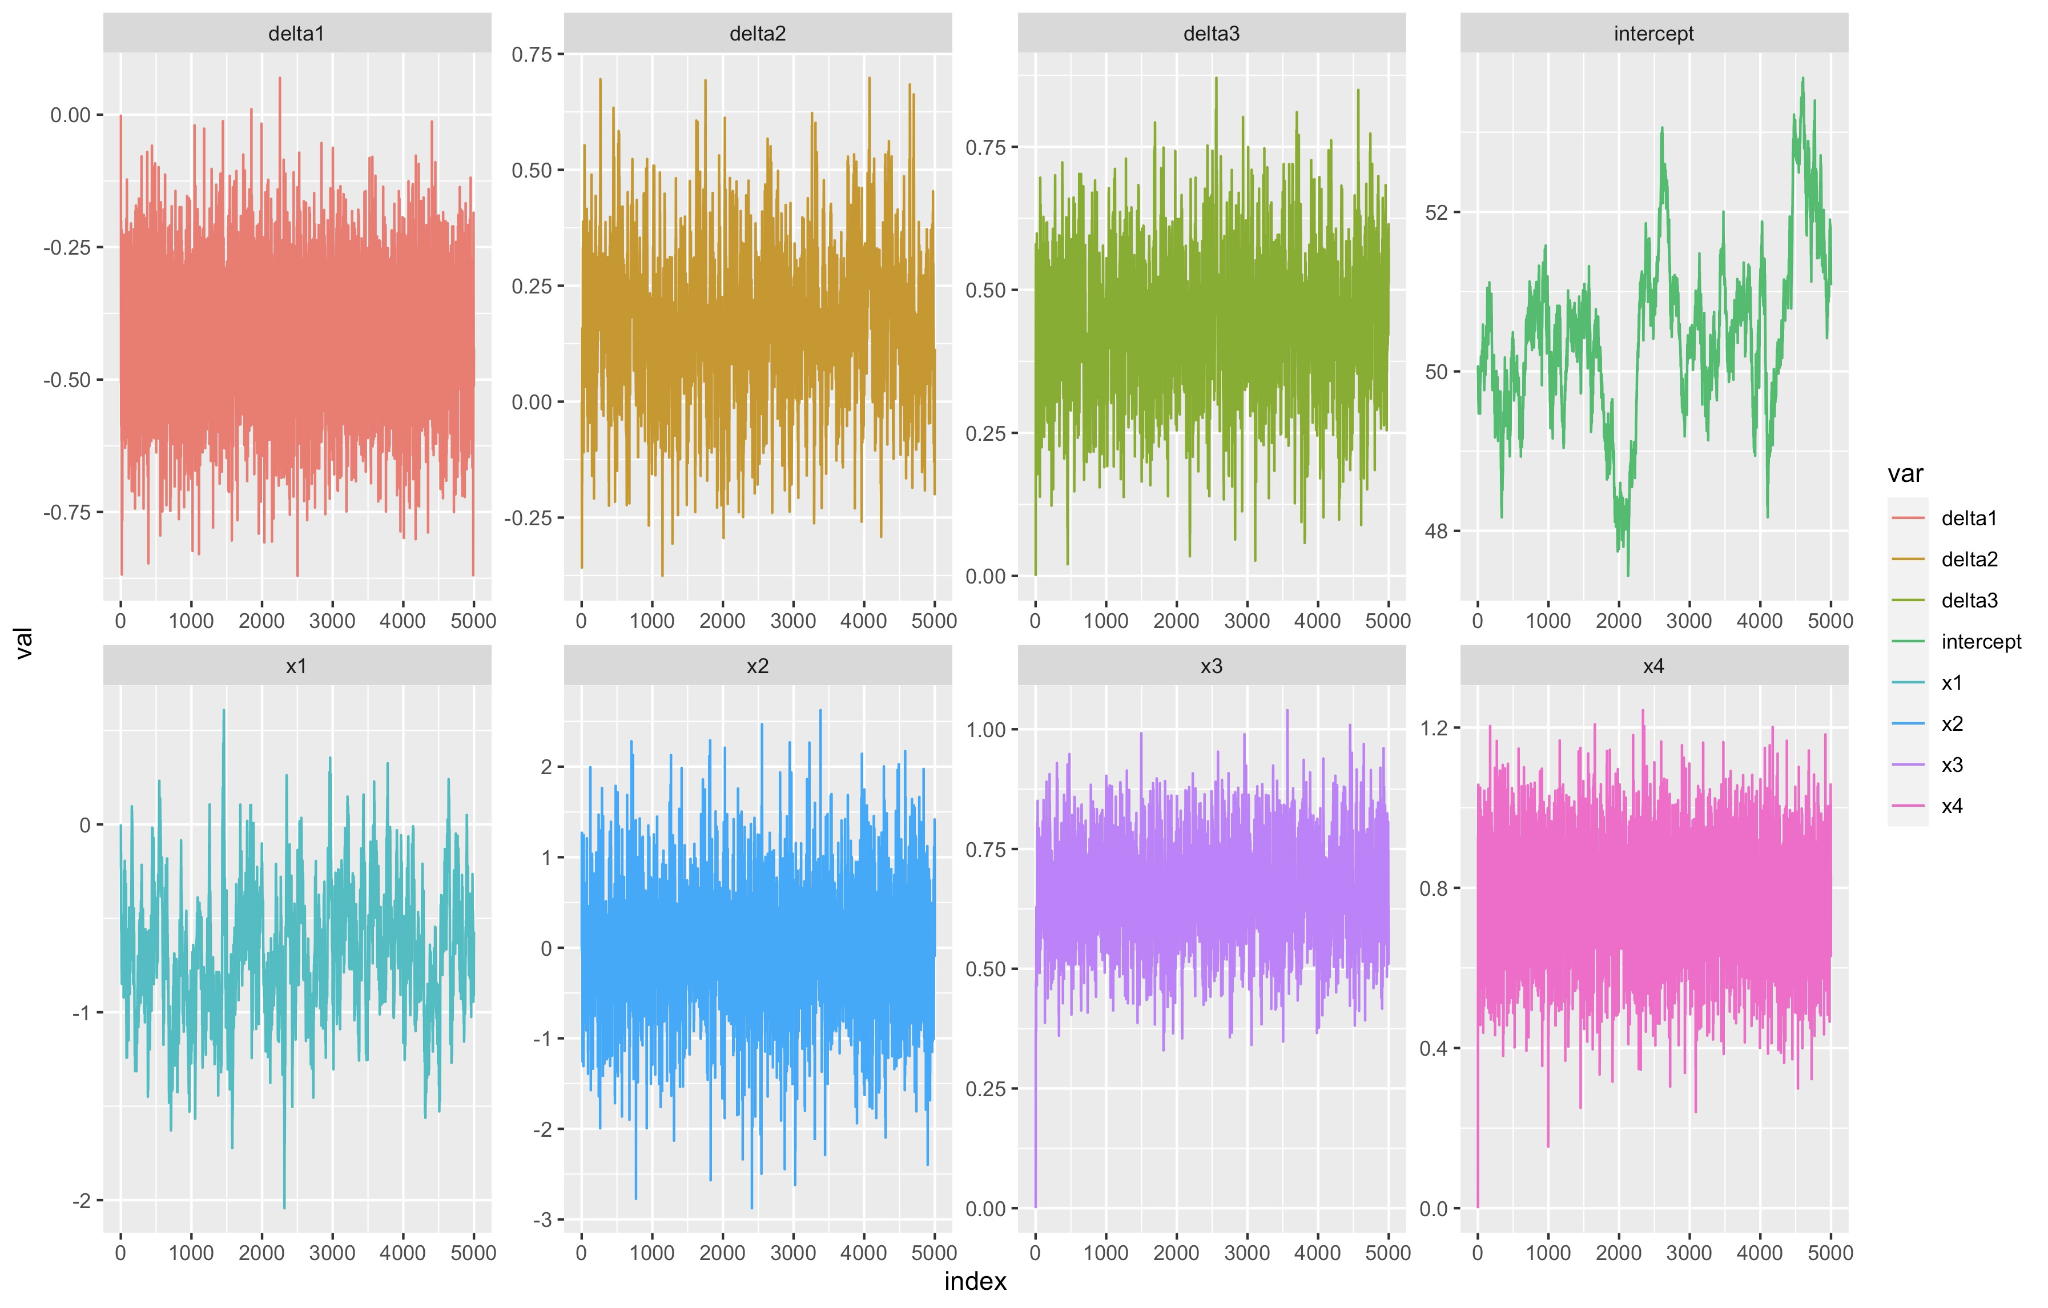 delta1 delta2 delta3 intercept
0.00
-0.25
-0.50
-0.75
0.75
0.50
0.25
0.00
-0.25
0.75
0.50
0.25
0.00
52
50
48
0 1000 2000 3000 4000 5000
0 1000 2000 3000 4000 5000
0 1000 2000 3000 4000 5000
0 1000 2000 3000 4000 5000
val
x1 x2 x3 x4
0
-1
-2
2
1
0
-1
-2
-3
1.00
0.75
0.50
0.25
0.00
1.2
0.8
0.4
0.0
0 1000 2000 3000 4000 5000
0 1000 2000 3000 4000 5000
0 1000 2000 3000 4000 5000
0 1000 2000 3000 4000 5000
index
var
delta1
delta2
delta3
intercept
x1
x2
x3
x4